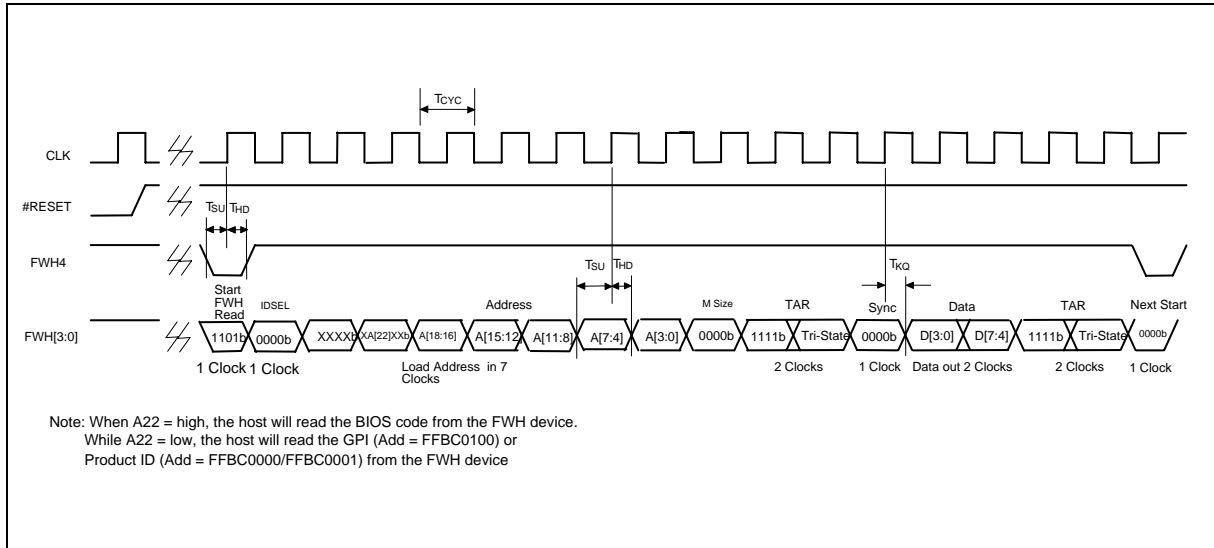 TCYC
CLK
#RESET
TSU THD
FWH4
TSU THD
TKQ
Start
FWH
Read
IDSEL
Address
M Size
TAR
Sync
Data
TAR
Next Start
FWH[3:0]
1101b 0000b XXXXb XA[22]XXb A[18:16] A[15:12] A[11:8] A[7:4] A[3:0] 0000b 1111b Tri-State 0000b D[3:0] D[7:4] 1111b Tri-State 0000b
1 Clock 1 Clock
Load Address in 7
Clocks
2 Clocks
1 Clock
Data out 2 Clocks
2 Clocks
1 Clock
Note: When A22 = high, the host will read the BIOS code from the FWH device.
While A22 = low, the host will read the GPI (Add = FFBC0100) or
Product ID (Add = FFBC0000/FFBC0001) from the FWH device